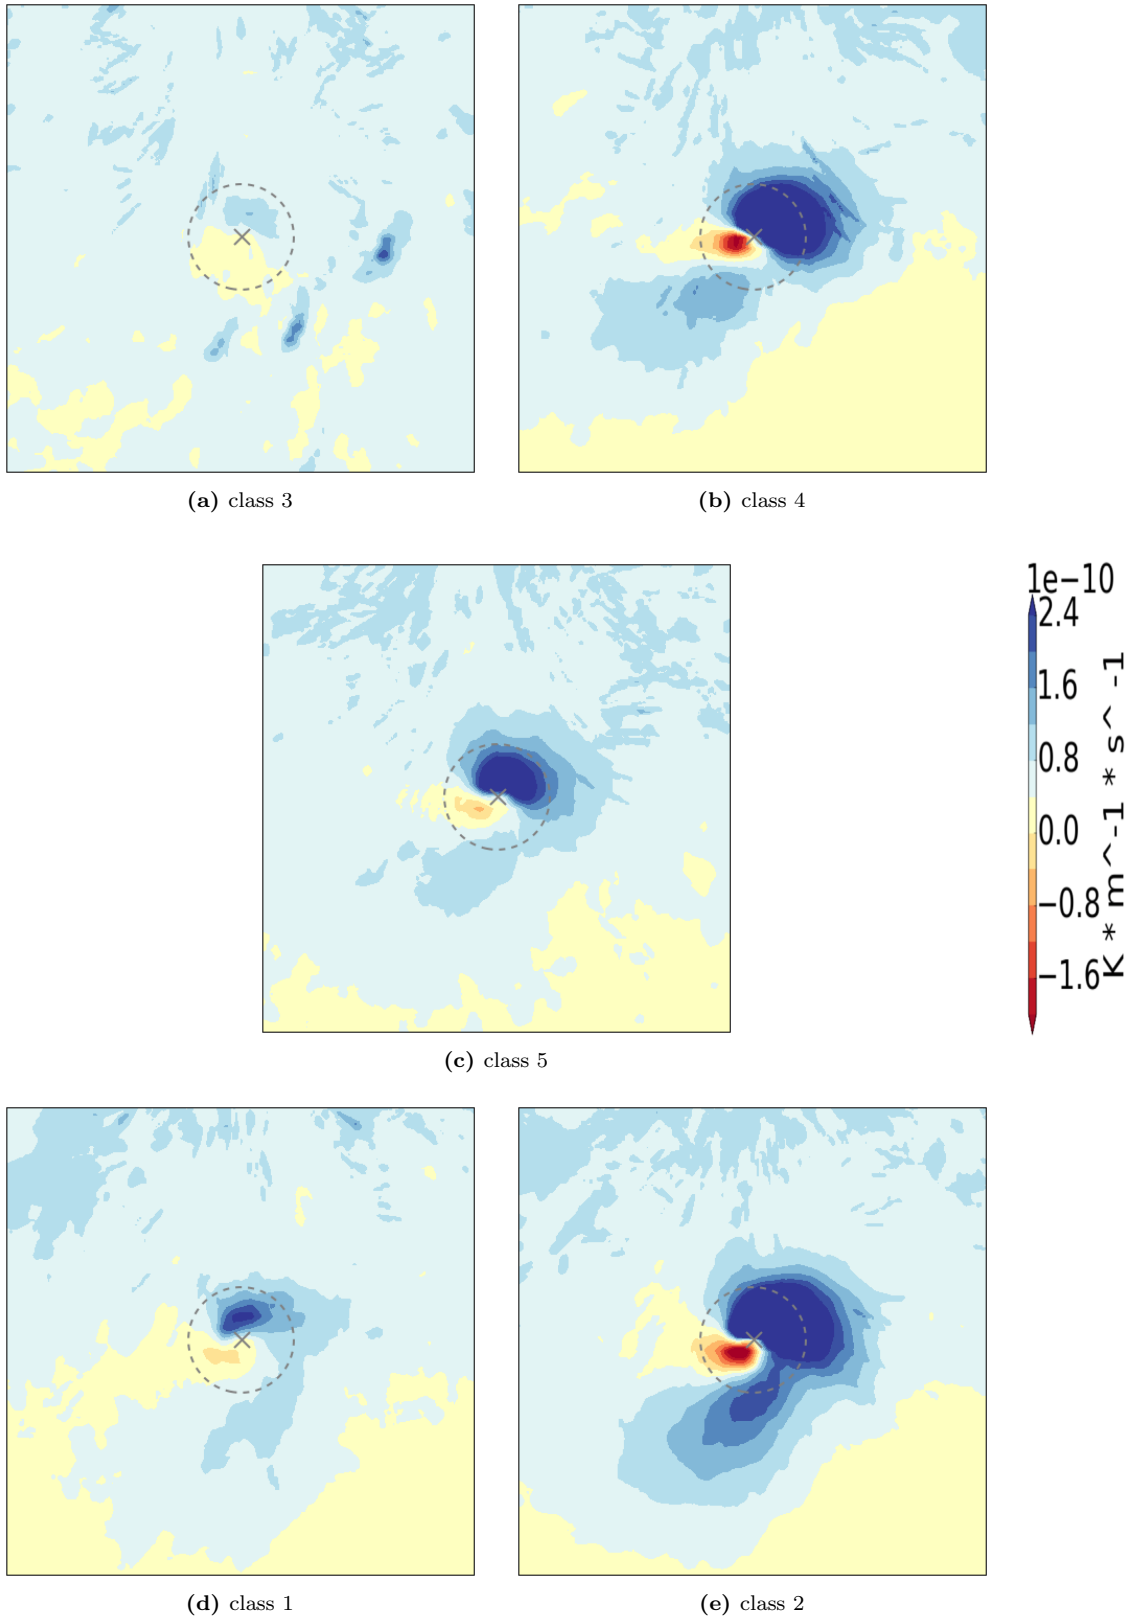 (a) class 3
(b) class 4
1e−10
2.4
1.6
0.8
0.0
−0.8
−1.6
K * m^-1 * s^ -1
(c) class 5
(d) class 1
(e) class 2